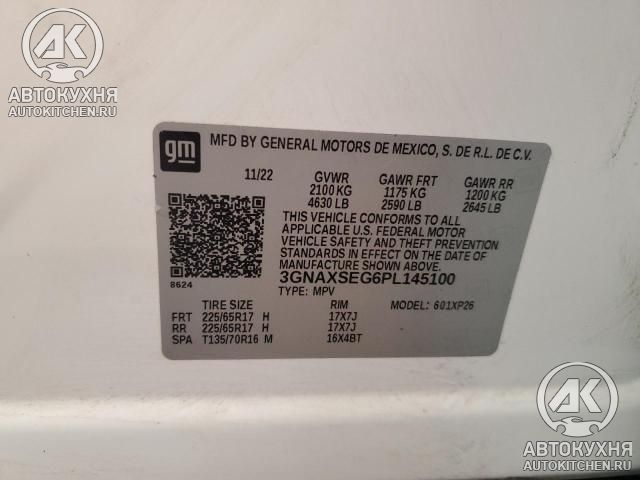 АК
АВТОКУХНЯ
AUTOKITCHEN.RU
АК
АВТОКУХНЯ
AUTOKITCHEN.RU
gm MFD BY GENERAL MOTORS DE MEXICO, S. DE R.L. DE C.V.
11/22 GVWR GAWR FRT GAWR RR
2100 KG 1175 KG 1200 KG
4630 LB 2590 LB 2645 LB
THIS VEHICLE CONFORMS TO ALL
APPLICABLE U.S. FEDERAL MOTOR
VEHICLE SAFETY AND THEFT PREVENTION
STANDARDS IN EFFECT ON THE DATE OF
MANUFACTURE SHOWN ABOVE.
8624 3GNAXSEG6PL145100
TYPE: MPV MODEL: 601XP26
TIRE SIZE RIM
FRT 225/65R17 H 17X7J
RR 225/65R17 H 17X7J
SPA T135/70R16 M 16X4BT
АК
АВТОКУХНЯ
AUTOKITCHEN.RU